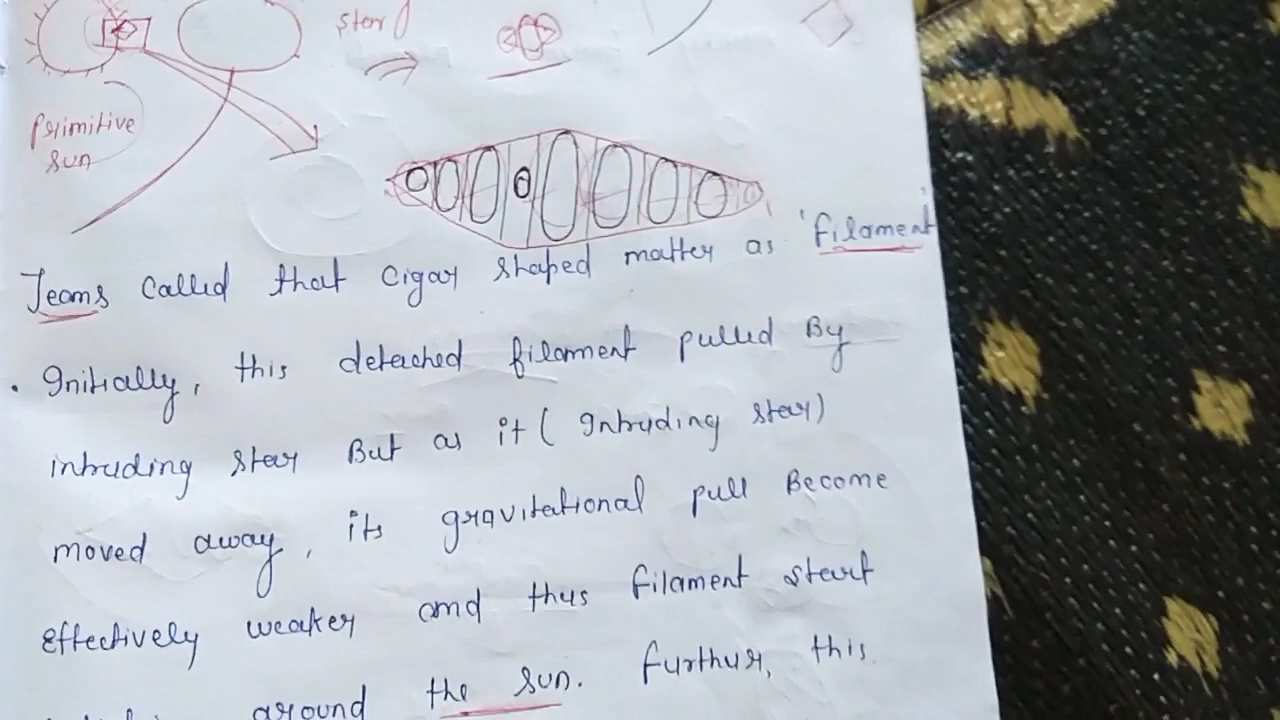 star
Primitive
sun
Jeans called that cigar shaped matter as 'filament'
• Initially, this detached filament pulled By
intruding star But as it ( Intruding star)
moved away, its gravitational pull Become
effectively weaker and thus filament start
around the sun. Further, this